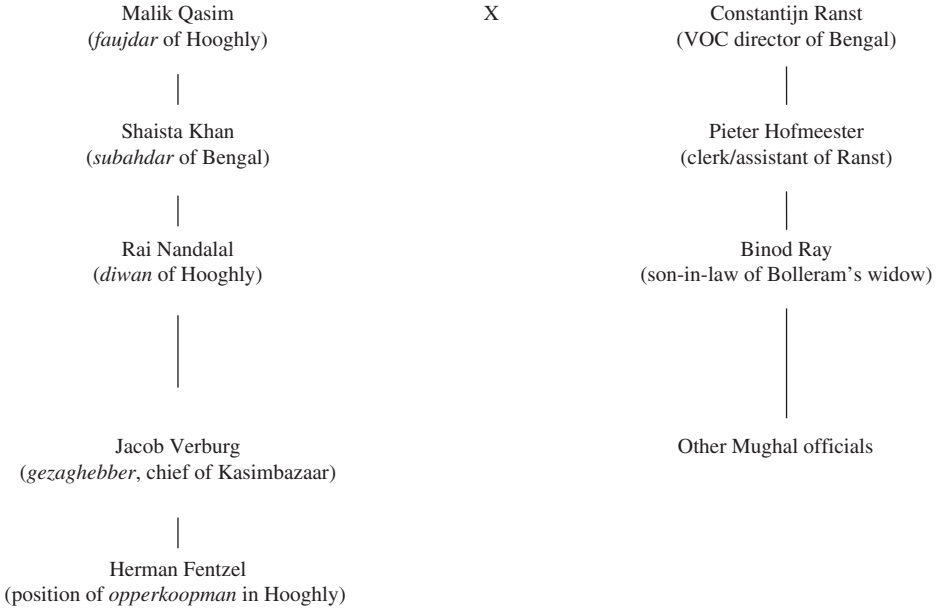 Malik Qasim
(faujdar of Hooghly)
X
Constantijn Ranst
(VOC director of Bengal)
Shaista Khan
(subahdar of Bengal)
Pieter Hofmeester
(clerk/assistant of Ranst)
Rai Nandalal
(diwan of Hooghly)
Binod Ray
(son-in-law of Bolleram’s widow)
Jacob Verburg
(gezaghebber, chief of Kasimbazaar)
Other Mughal officials
Herman Fentzel
(position of opperkoopman in Hooghly)